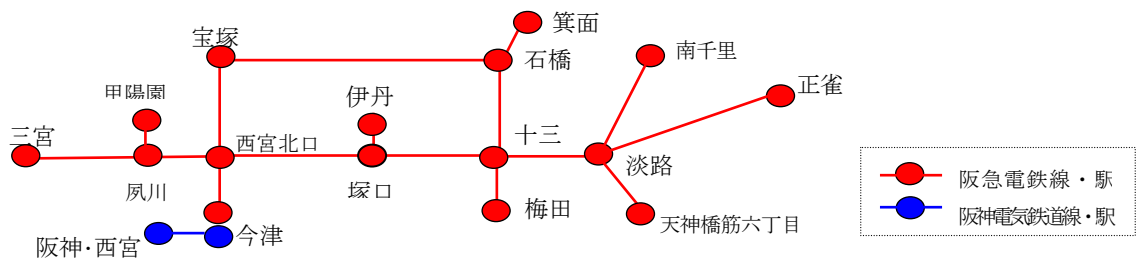 箕面
宝塚
石橋
南千里
正雀
甲陽園
伊丹
三宮
西宮北口
十三
淡路
夙川
塚口
梅田
天神橋筋六丁目
阪神・西宮
今津
阪急電鉄線・駅
阪神電気鉄道線・駅